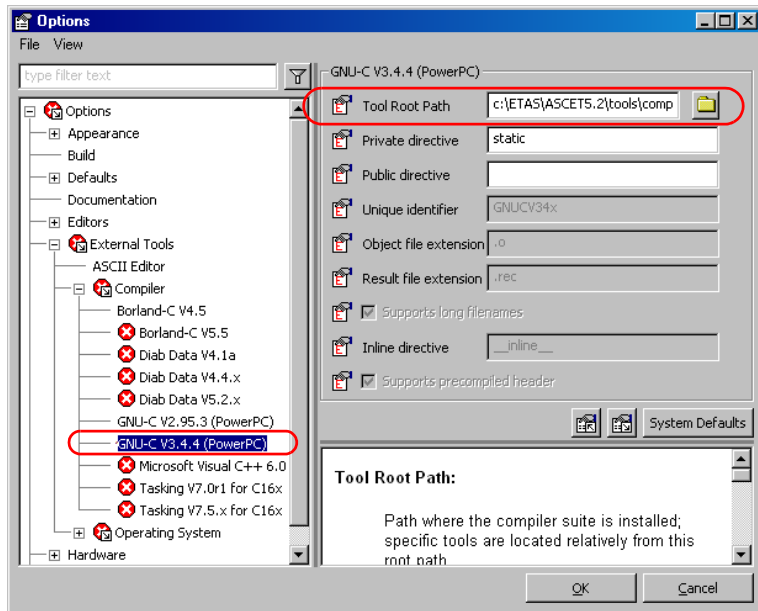 Options
File View
type filter text
Options
Appearance
Build
Defaults
Documentation
Editors
External Tools
ASCII Editor
Compiler
Borland-C V4.5
Borland-C V5.5
Diab Data V4.1a
Diab Data V4.4.x
Diab Data V5.2.x
GNU-C V2.95.3 (PowerPC)
GNU-C V3.4.4 (PowerPC)
Microsoft Visual C++ 6.0
Tasking V7.0r1 for C16x
Tasking V7.5.x for C16x
Operating System
Hardware
GNU-C V3.4.4 (PowerPC)
Tool Root Path c:\ETAS\ASCET5.2\tools\comp
Private directive static
Public directive
Unique identifier GNUCV34x
Object file extension .o
Result file extension .rec
Supports long filenames
Inline directive __inline__
Supports precompiled header
System Defaults
Tool Root Path:
Path where the compiler suite is installed;
specific tools are located relatively from this
root path
OK Cancel